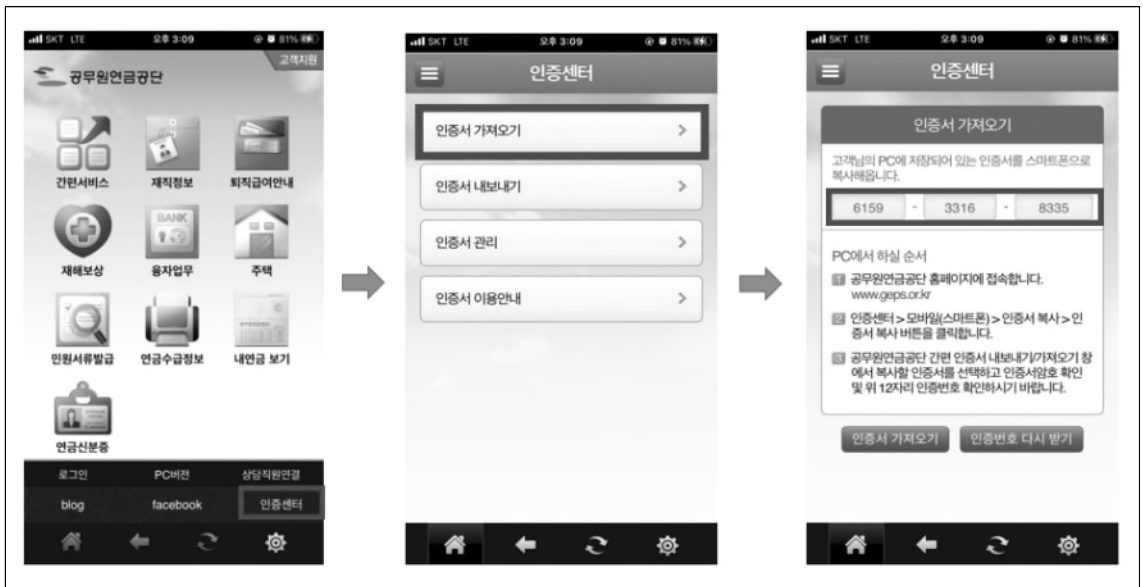 SKT LTE 오후 3:09 81%
고객지원
공무원연금공단
간편서비스 재직정보 퇴직급여안내
BANK
재해보상 융자업무 주택
민원서류발급 연금수급정보 내연금 보기
연금신분증
로그인 PC버전 상담직원연결
blog facebook 인증센터
SKT LTE 오후 3:09 81%
인증센터
인증서 가져오기
인증서 내보내기
인증서 관리
인증서 이용안내
SKT LTE 오후 3:09 81%
인증센터
인증서 가져오기
고객님의 PC에 저장되어 있는 인증서를 스마트폰으로
복사해옵니다.
6159 - 3316 - 8335
PC에서 하실 순서
1 공무원연금공단 홈페이지에 접속합니다.
www.geps.or.kr
2 인증센터 > 모바일(스마트폰) > 인증서 복사 > 인
증서 복사 버튼을 클릭합니다.
3 공무원연금공단 간편 인증서 내보내기/가져오기 창
에서 복사할 인증서를 선택하고 인증서암호 확인
및 위 12자리 인증번호 확인하시기 바랍니다.
인증서 가져오기 인증번호 다시 받기